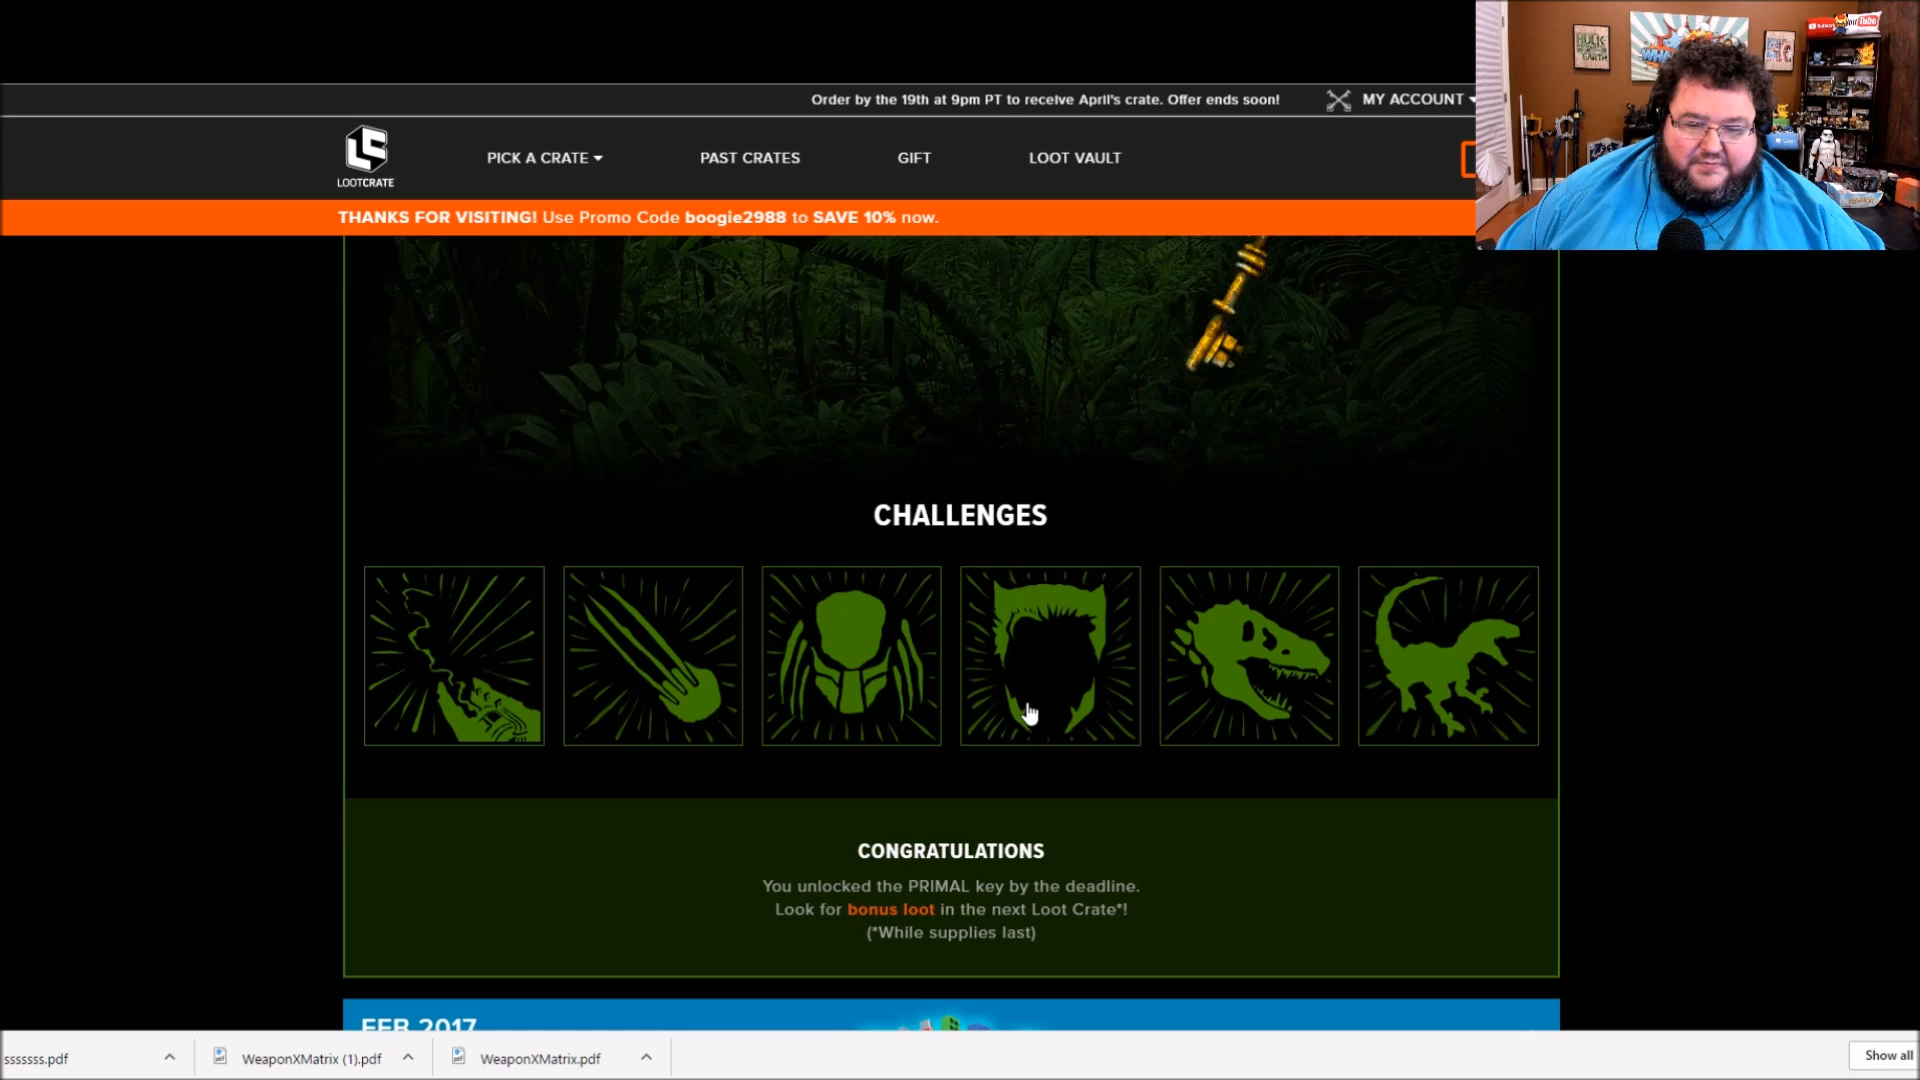 Order by the 19th at 9pm PT to receive April's crate. Offer ends soon!
MY ACCOUNT
LOOTCRATE
PICK A CRATE
PAST CRATES
GIFT
LOOT VAULT
THANKS FOR VISITING! Use Promo Code boogie2988 to SAVE 10% now.
CHALLENGES
CONGRATULATIONS
You unlocked the PRIMAL key by the deadline.
Look for bonus loot in the next Loot Crate*!
(*While supplies last)
FEB 2017
sssssss.pdf
WeaponXMatrix (1).pdf
WeaponXMatrix.pdf
Show all